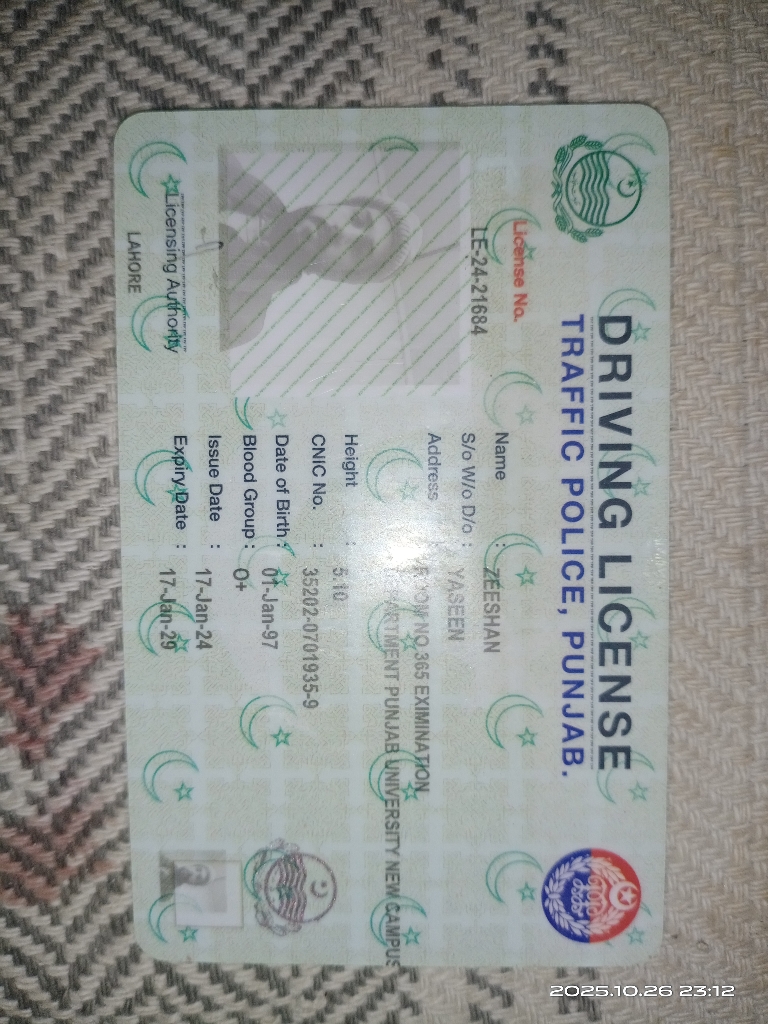 DRIVING LICENSE
TRAFFIC POLICE, PUNJAB.
License No.
LE-24-21684
Name : ZEESHAN
S/o W/o D/o : YASEEN
Address : ROOM NO 365 EXIMINATION
PUNJAB UNIVERSITY NEW CAMPUS
Height : 5.10
CNIC No. : 35202-0701935-9
Date of Birth : 01-Jan-97
Blood Group : O+
Issue Date : 17-Jan-24
Expiry Date : 17-Jan-29
Licensing Authority
LAHORE
2025.10.26 23:12